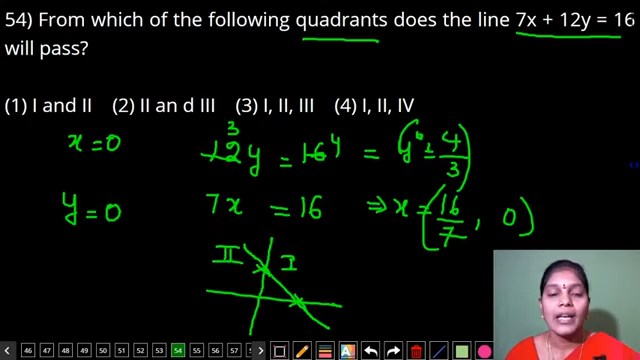 54) From which of the following quadrants does the line 7x + 12y = 16
will pass?
(1) I and II (2) II an d III (3) I, II, III (4) I, II, IV
x = 0 12y = 16 4 = (y = 4/3)
3
y = 0 7x = 16 ⇒ x = (16/7, 0)
II I
46 47 48 49 50 51 52 53 54 55 56 57